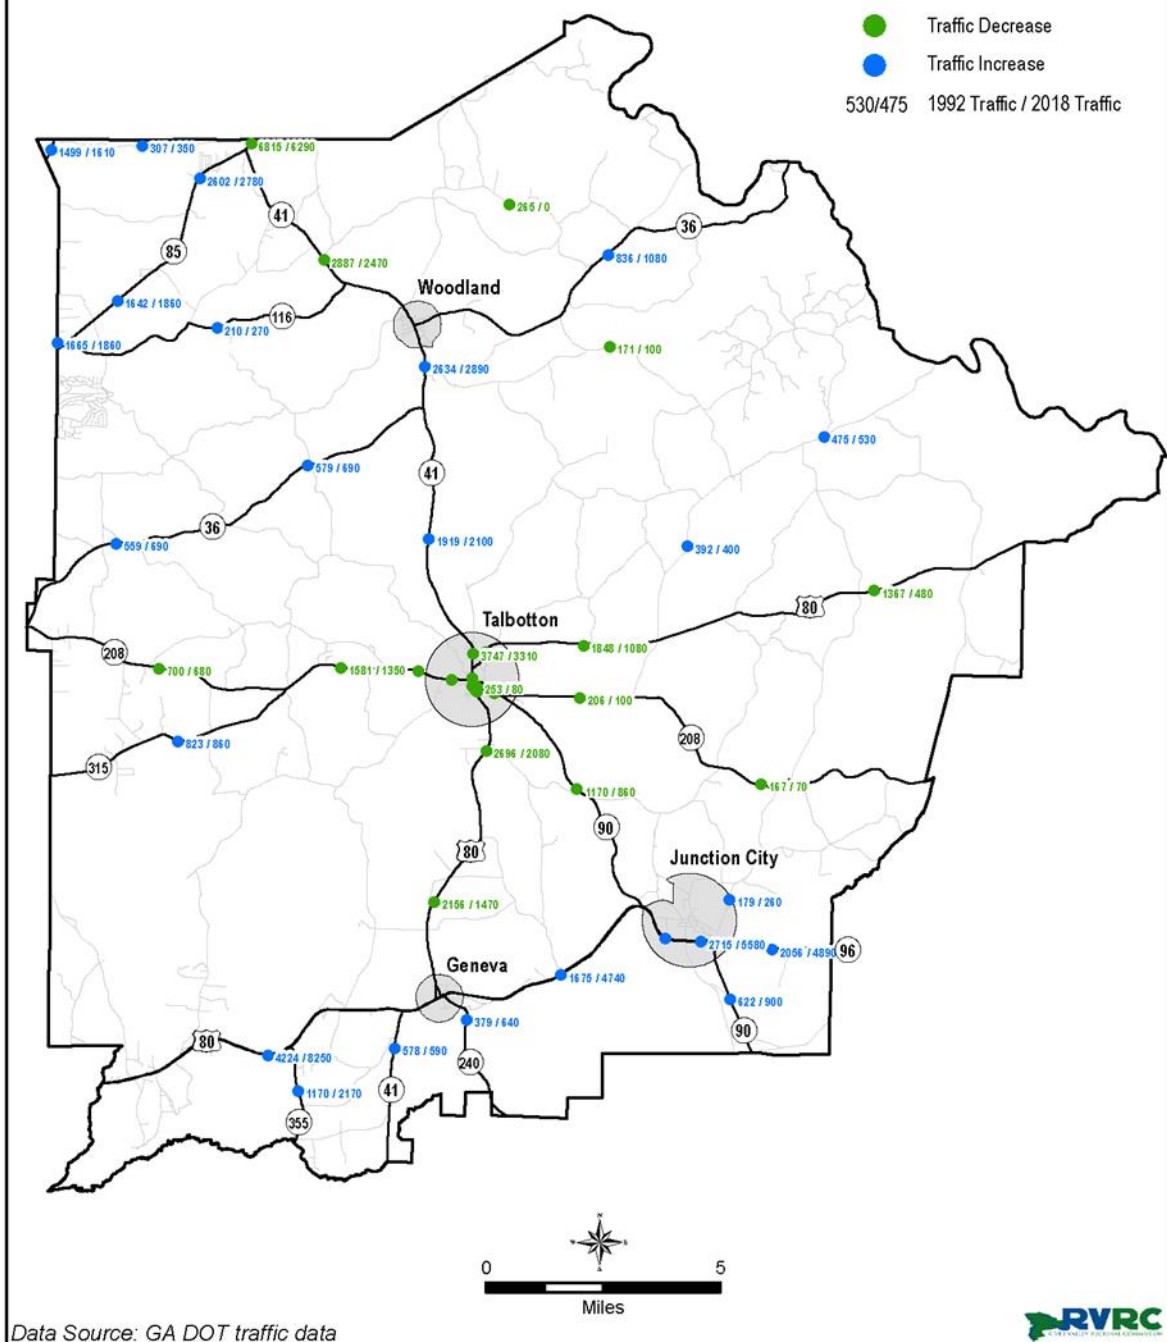 Traffic Decrease
Traffic Increase
530/475 1992 Traffic / 2018 Traffic
1499 / 1610
307 / 350
6815 / 6290
2602 / 2780
265 / 0
41
36
85
836 / 1080
2887 / 2470
Woodland
1642 / 1860
116
210 / 270
1665 / 1860
171 / 100
2634 / 2890
475 / 530
579 / 690
41
36
559 / 690
1919 / 2100
392 / 400
1367 / 480
80
Talbotton
208
1848 / 1080
3747 / 3310
700 / 680
1581 / 1350
253 / 80
206 / 100
208
823 / 860
2696 / 2080
315
167 / 70
1170 / 860
90
80
Junction City
179 / 260
2156 / 1470
2715 / 5580
2056 / 4890
96
Geneva
1675 / 4740
622 / 900
379 / 640
90
80
4224 / 8250
578 / 590
240
1170 / 2170
41
355
N
0 5
Miles
Data Source: GA DOT traffic data
RVRC